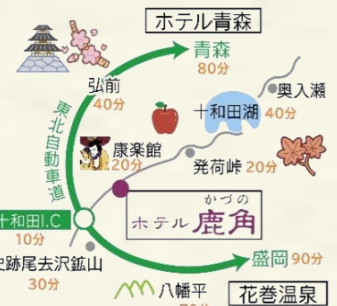 ホテル青森
青森
80分
弘前
40分
奥入瀬
十和田湖 40分
東北自動車道
康楽館
20分
発荷峠 20分
かづの
ホテル鹿角
十和田I.C
10分
史跡尾去沢鉱山
30分
盛岡 90分
八幡平
花巻温泉